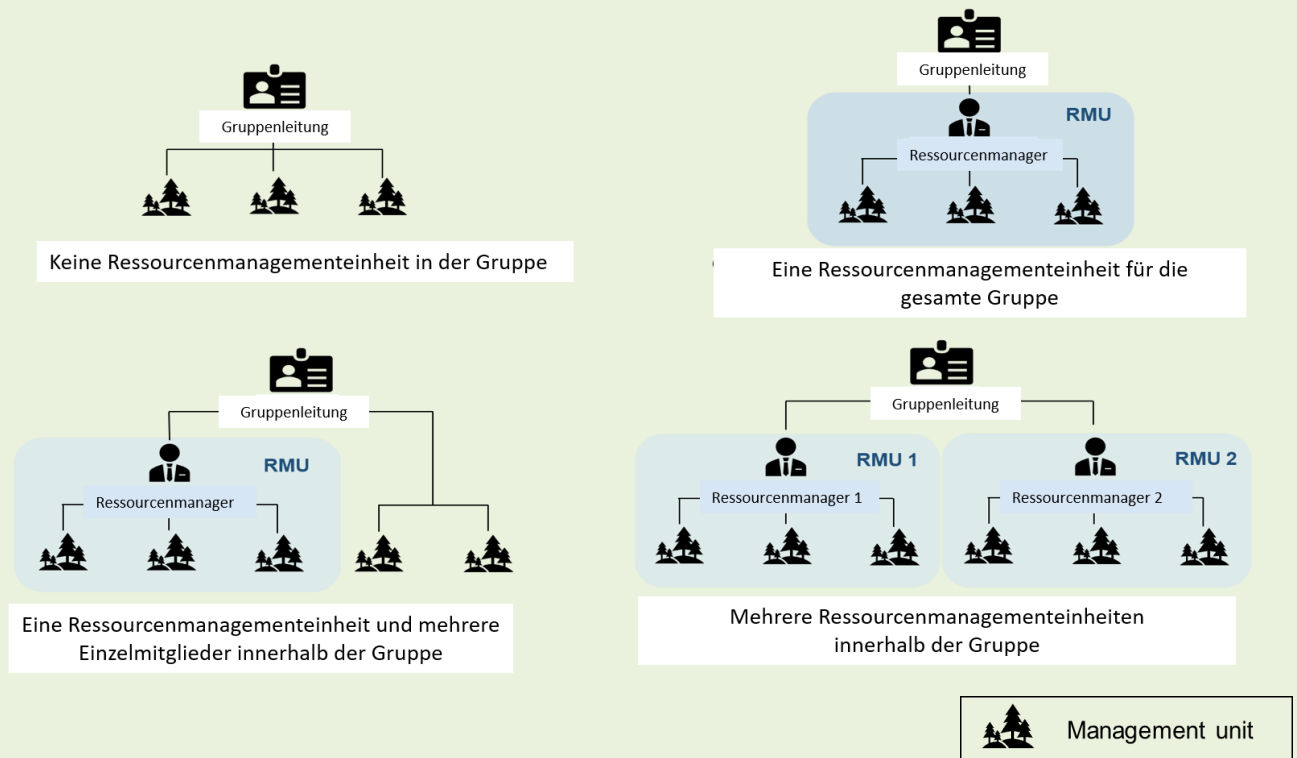 Gruppenleitung
Keine Ressourcenmanagementeinheit in der Gruppe
Gruppenleitung
RMU
Ressourcenmanager
Eine Ressourcenmanagementeinheit für die
gesamte Gruppe
Gruppenleitung
RMU
Ressourcenmanager
Eine Ressourcenmanagementeinheit und mehrere
Einzelmitglieder innerhalb der Gruppe
Gruppenleitung
RMU 1
RMU 2
Ressourcenmanager 1
Ressourcenmanager 2
Mehrere Ressourcenmanagementeinheiten
innerhalb der Gruppe
Management unit